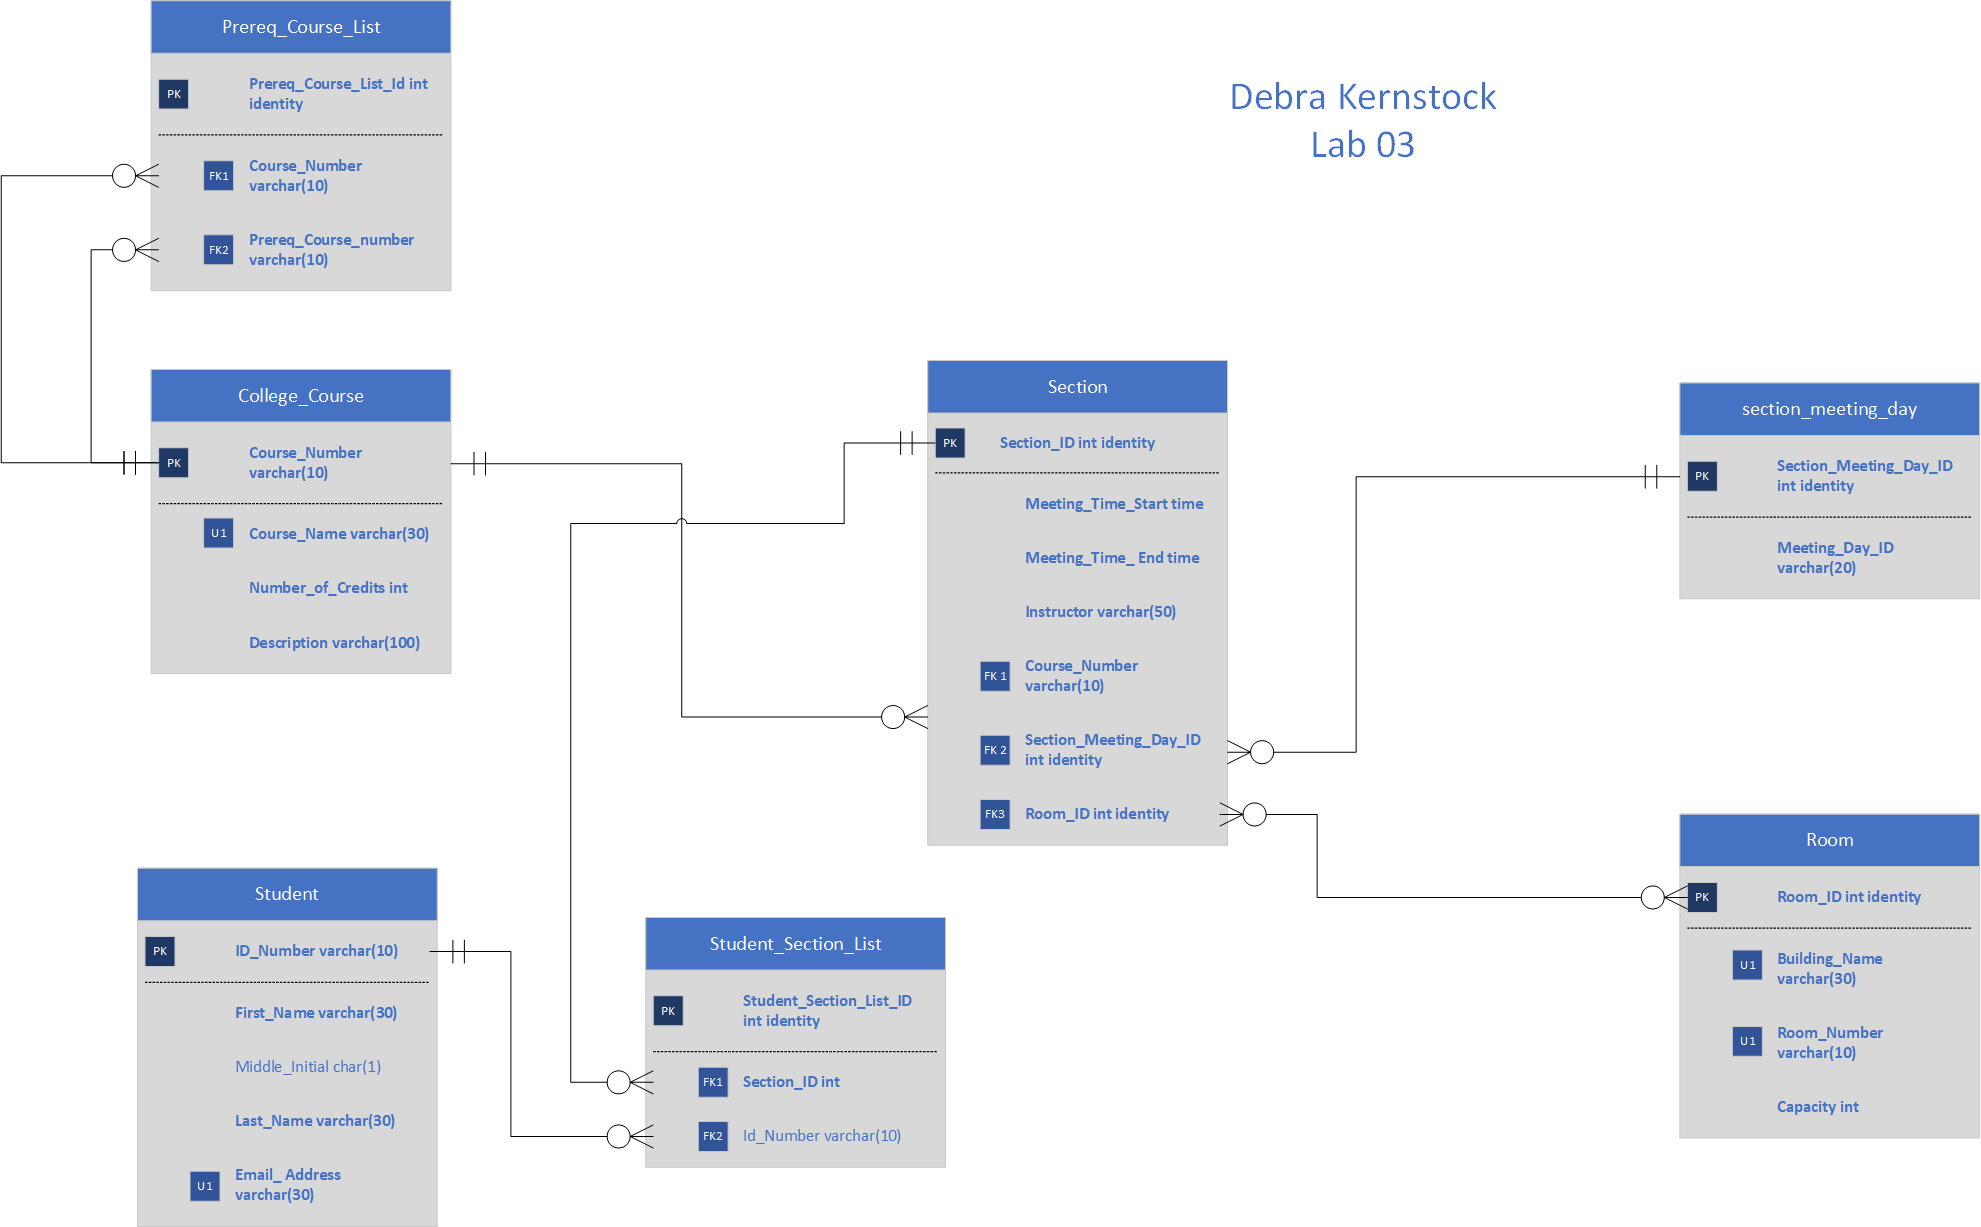 Prereq_Course_List
PK
Prereq_Course_List_Id int
identity
FK1
Course_Number
varchar(10)
FK2
Prereq_Course_number
varchar(10)
Debra Kernstock
Lab 03
College_Course
PK
Course_Number
varchar(10)
U1
Course_Name varchar(30)
Number_of_Credits int
Description varchar(100)
Section
PK
Section_ID int identity
Meeting_Time_Start time
Meeting_Time_ End time
Instructor varchar(50)
FK 1
Course_Number
varchar(10)
FK 2
Section_Meeting_Day_ID
int identity
FK3
Room_ID int identity
section_meeting_day
PK
Section_Meeting_Day_ID
int identity
Meeting_Day_ID
varchar(20)
Student
PK
ID_Number varchar(10)
First_Name varchar(30)
Middle_Initial char(1)
Last_Name varchar(30)
U1
Email_ Address
varchar(30)
Student_Section_List
PK
Student_Section_List_ID
int identity
FK1
Section_ID int
FK2
Id_Number varchar(10)
Room
PK
Room_ID int identity
U1
Building_Name
varchar(30)
U1
Room_Number
varchar(10)
Capacity int